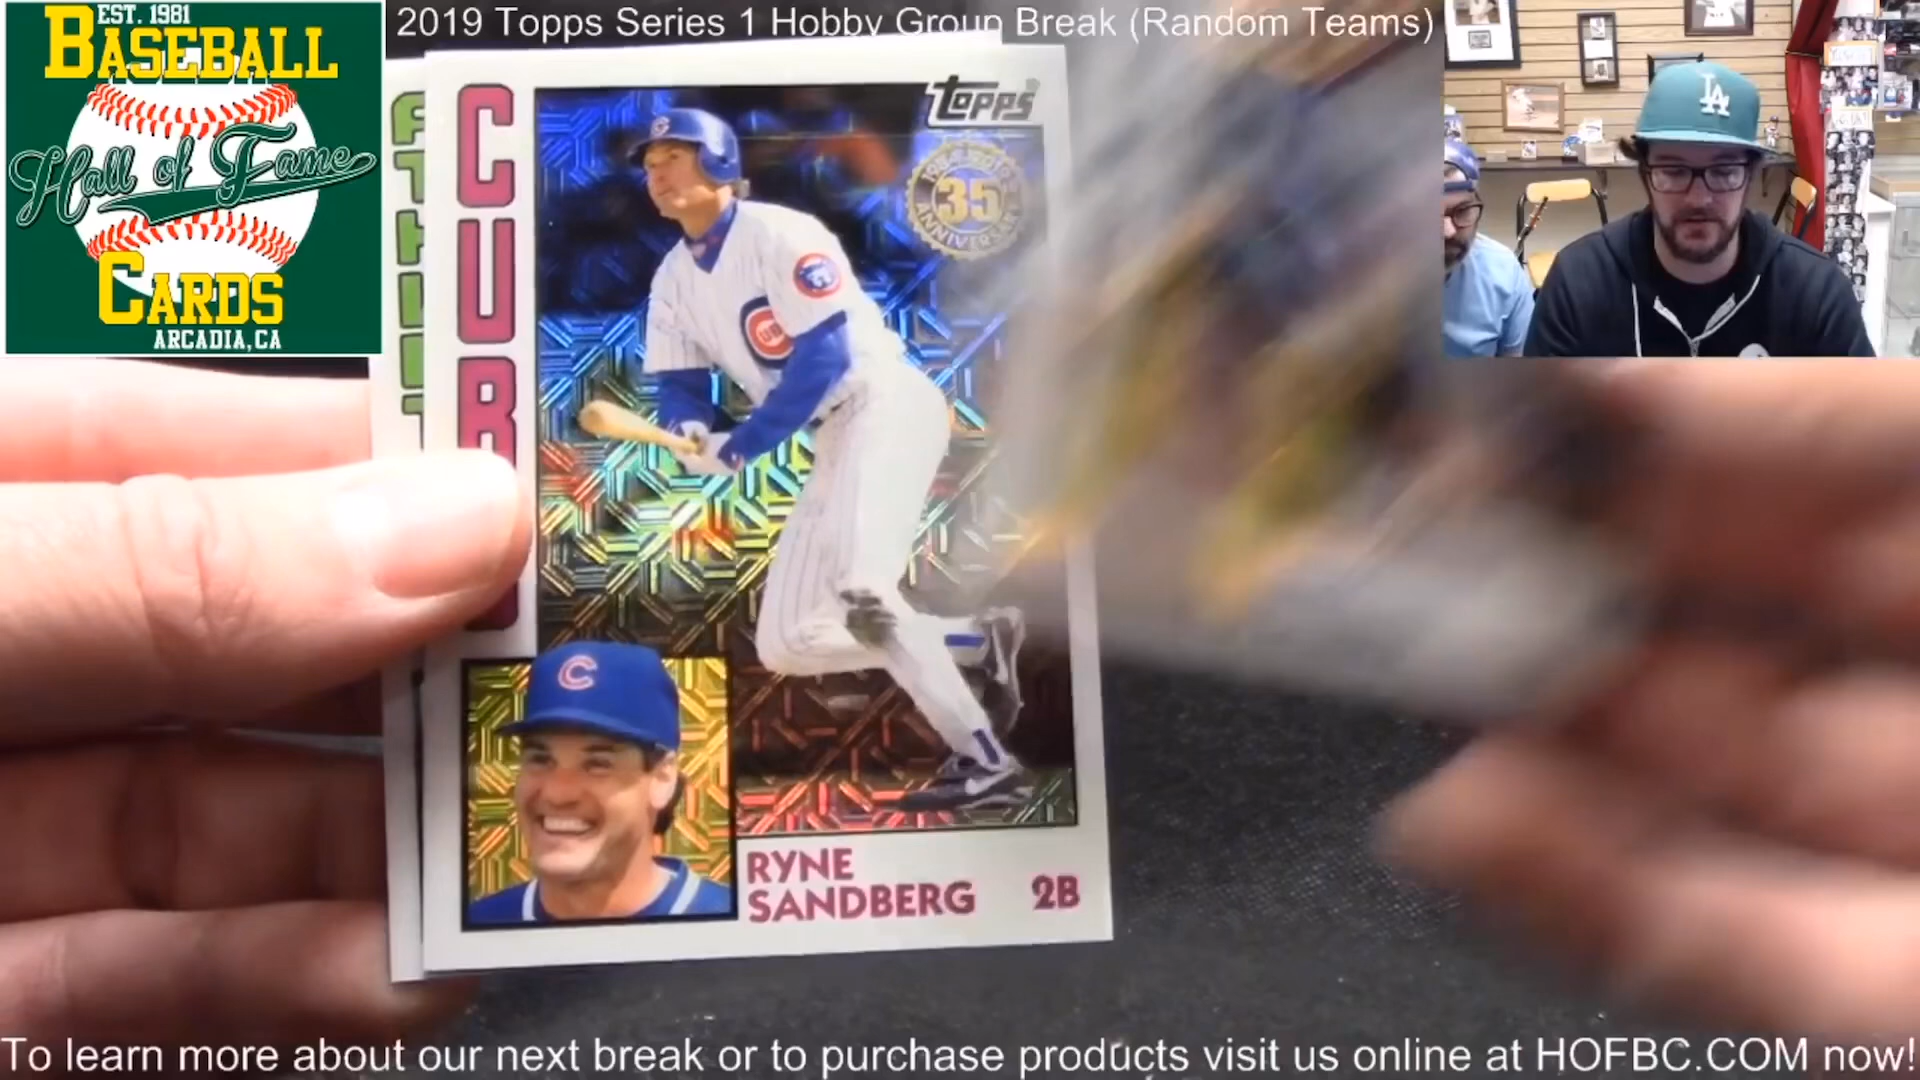 EST. 1981
BASEBALL
Hall of Fame
CARDS
ARCADIA, CA
2019 Topps Series 1 Hobby Group Break (Random Teams)
topps
35
ANNIVERSARY
CUB
C
RYNE
SANDBERG 2B
LA
To learn more about our next break or to purchase products visit us online at HOFBC.COM now!